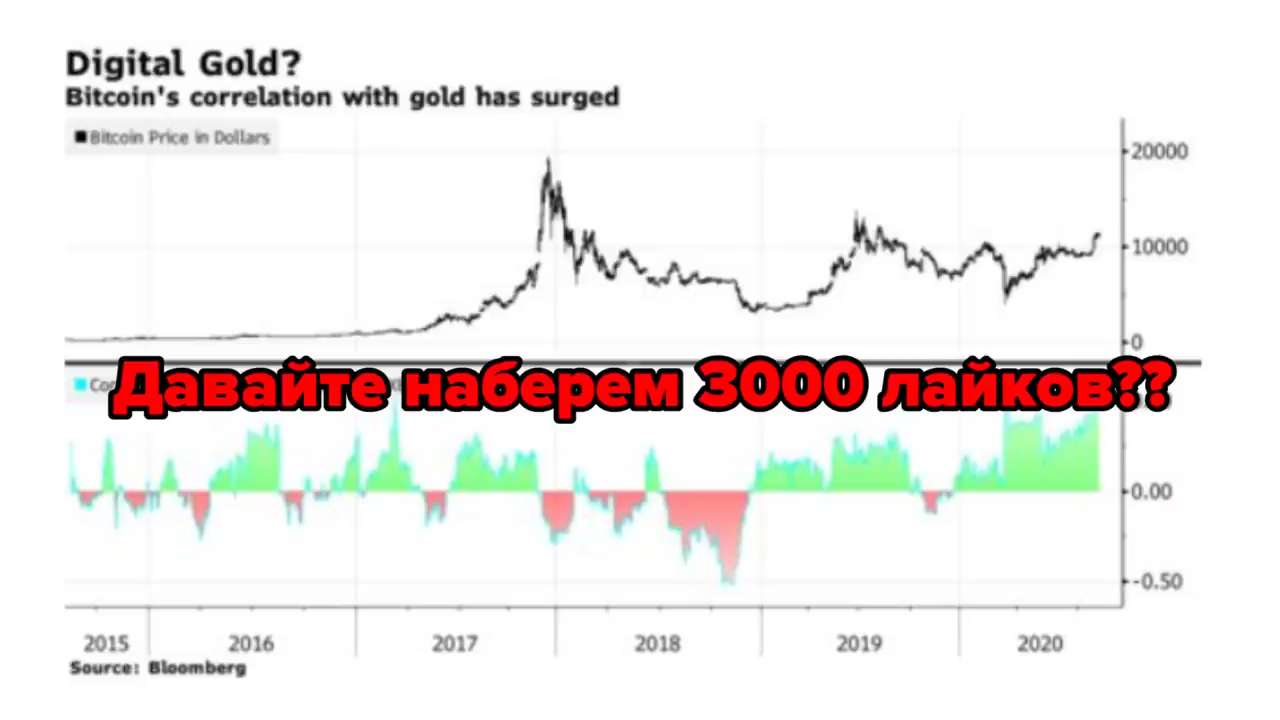 Digital Gold?
Bitcoin's correlation with gold has surged
Bitcoin Price in Dollars
20000
10000
0
Давайте наберем 3000 лайков??
0.00
-0.50
2015 2016 2017 2018 2019 2020
Source: Bloomberg